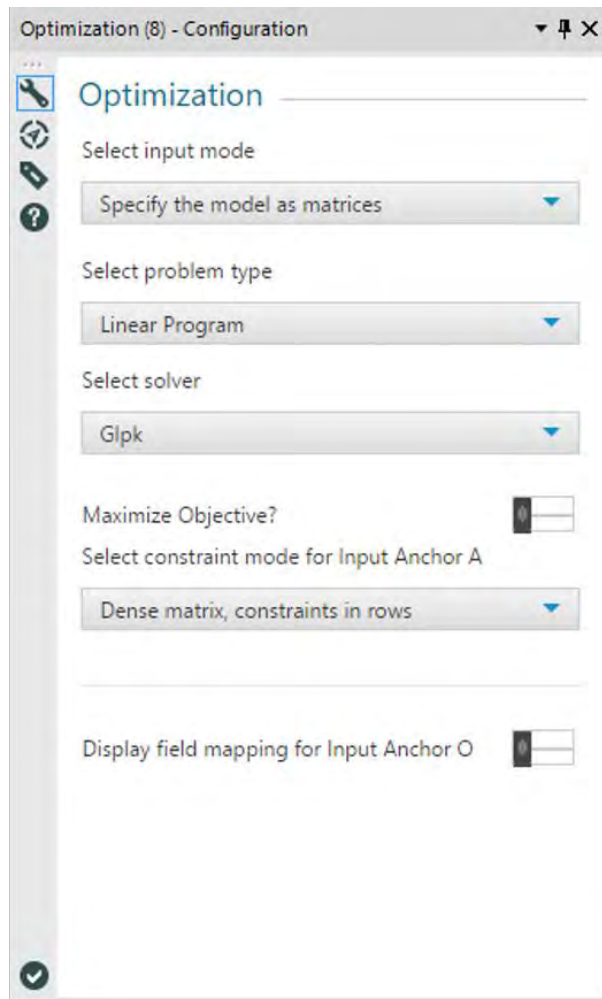 Optimization (8) - Configuration
Optimization
Select input mode
Specify the model as matrices
Select problem type
Linear Program
Select solver
Glpk
Maximize Objective?
Select constraint mode for Input Anchor A
Dense matrix, constraints in rows
Display field mapping for Input Anchor O